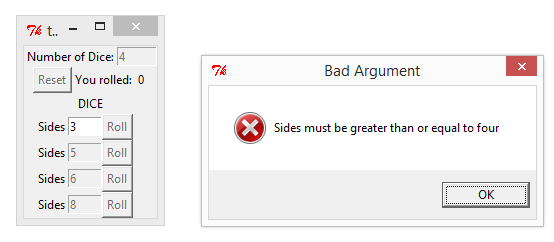 t..
Number of Dice: 4
Reset You rolled: 0
DICE
Sides 3 Roll
Sides 5 Roll
Sides 6 Roll
Sides 8 Roll
Bad Argument
Sides must be greater than or equal to four
OK